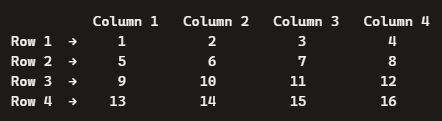 Column 1 Column 2 Column 3 Column 4
Row 1 → 1 2 3 4
Row 2 → 5 6 7 8
Row 3 → 9 10 11 12
Row 4 → 13 14 15 16